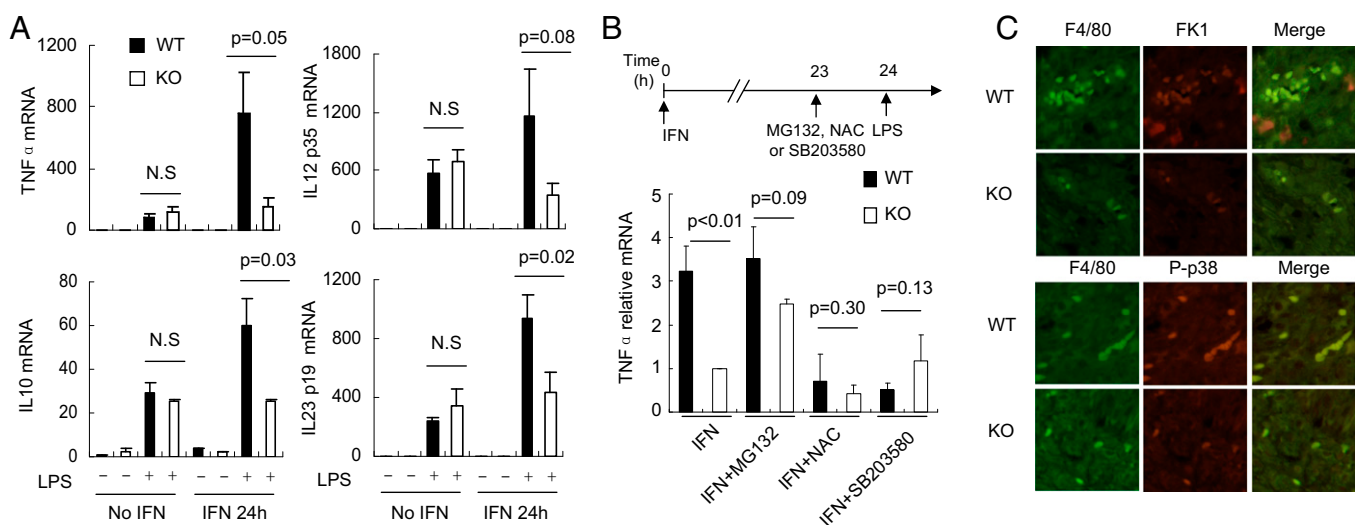 A
WT
KO
TNF α mRNA
1200
800
400
0
N.S
p=0.05
IL12 p35 mRNA
1800
1200
600
0
N.S
p=0.08
IL10 mRNA
80
60
40
20
0
N.S
p=0.03
IL23 p19 mRNA
1200
800
400
0
N.S
p=0.02
LPS − − + + − − + +
No IFN IFN 24h
LPS − − + + − − + +
No IFN IFN 24h
B
Time (h)
0 23 24
IFN
MG132, NAC
or SB203580
LPS
WT
KO
TNF α relative mRNA
5
4
3
2
1
0
p<0.01
p=0.09
p=0.30
p=0.13
IFN
IFN+MG132
IFN+NAC
IFN+SB203580
C
F4/80 FK1 Merge
WT
KO
F4/80 P-p38 Merge
WT
KO